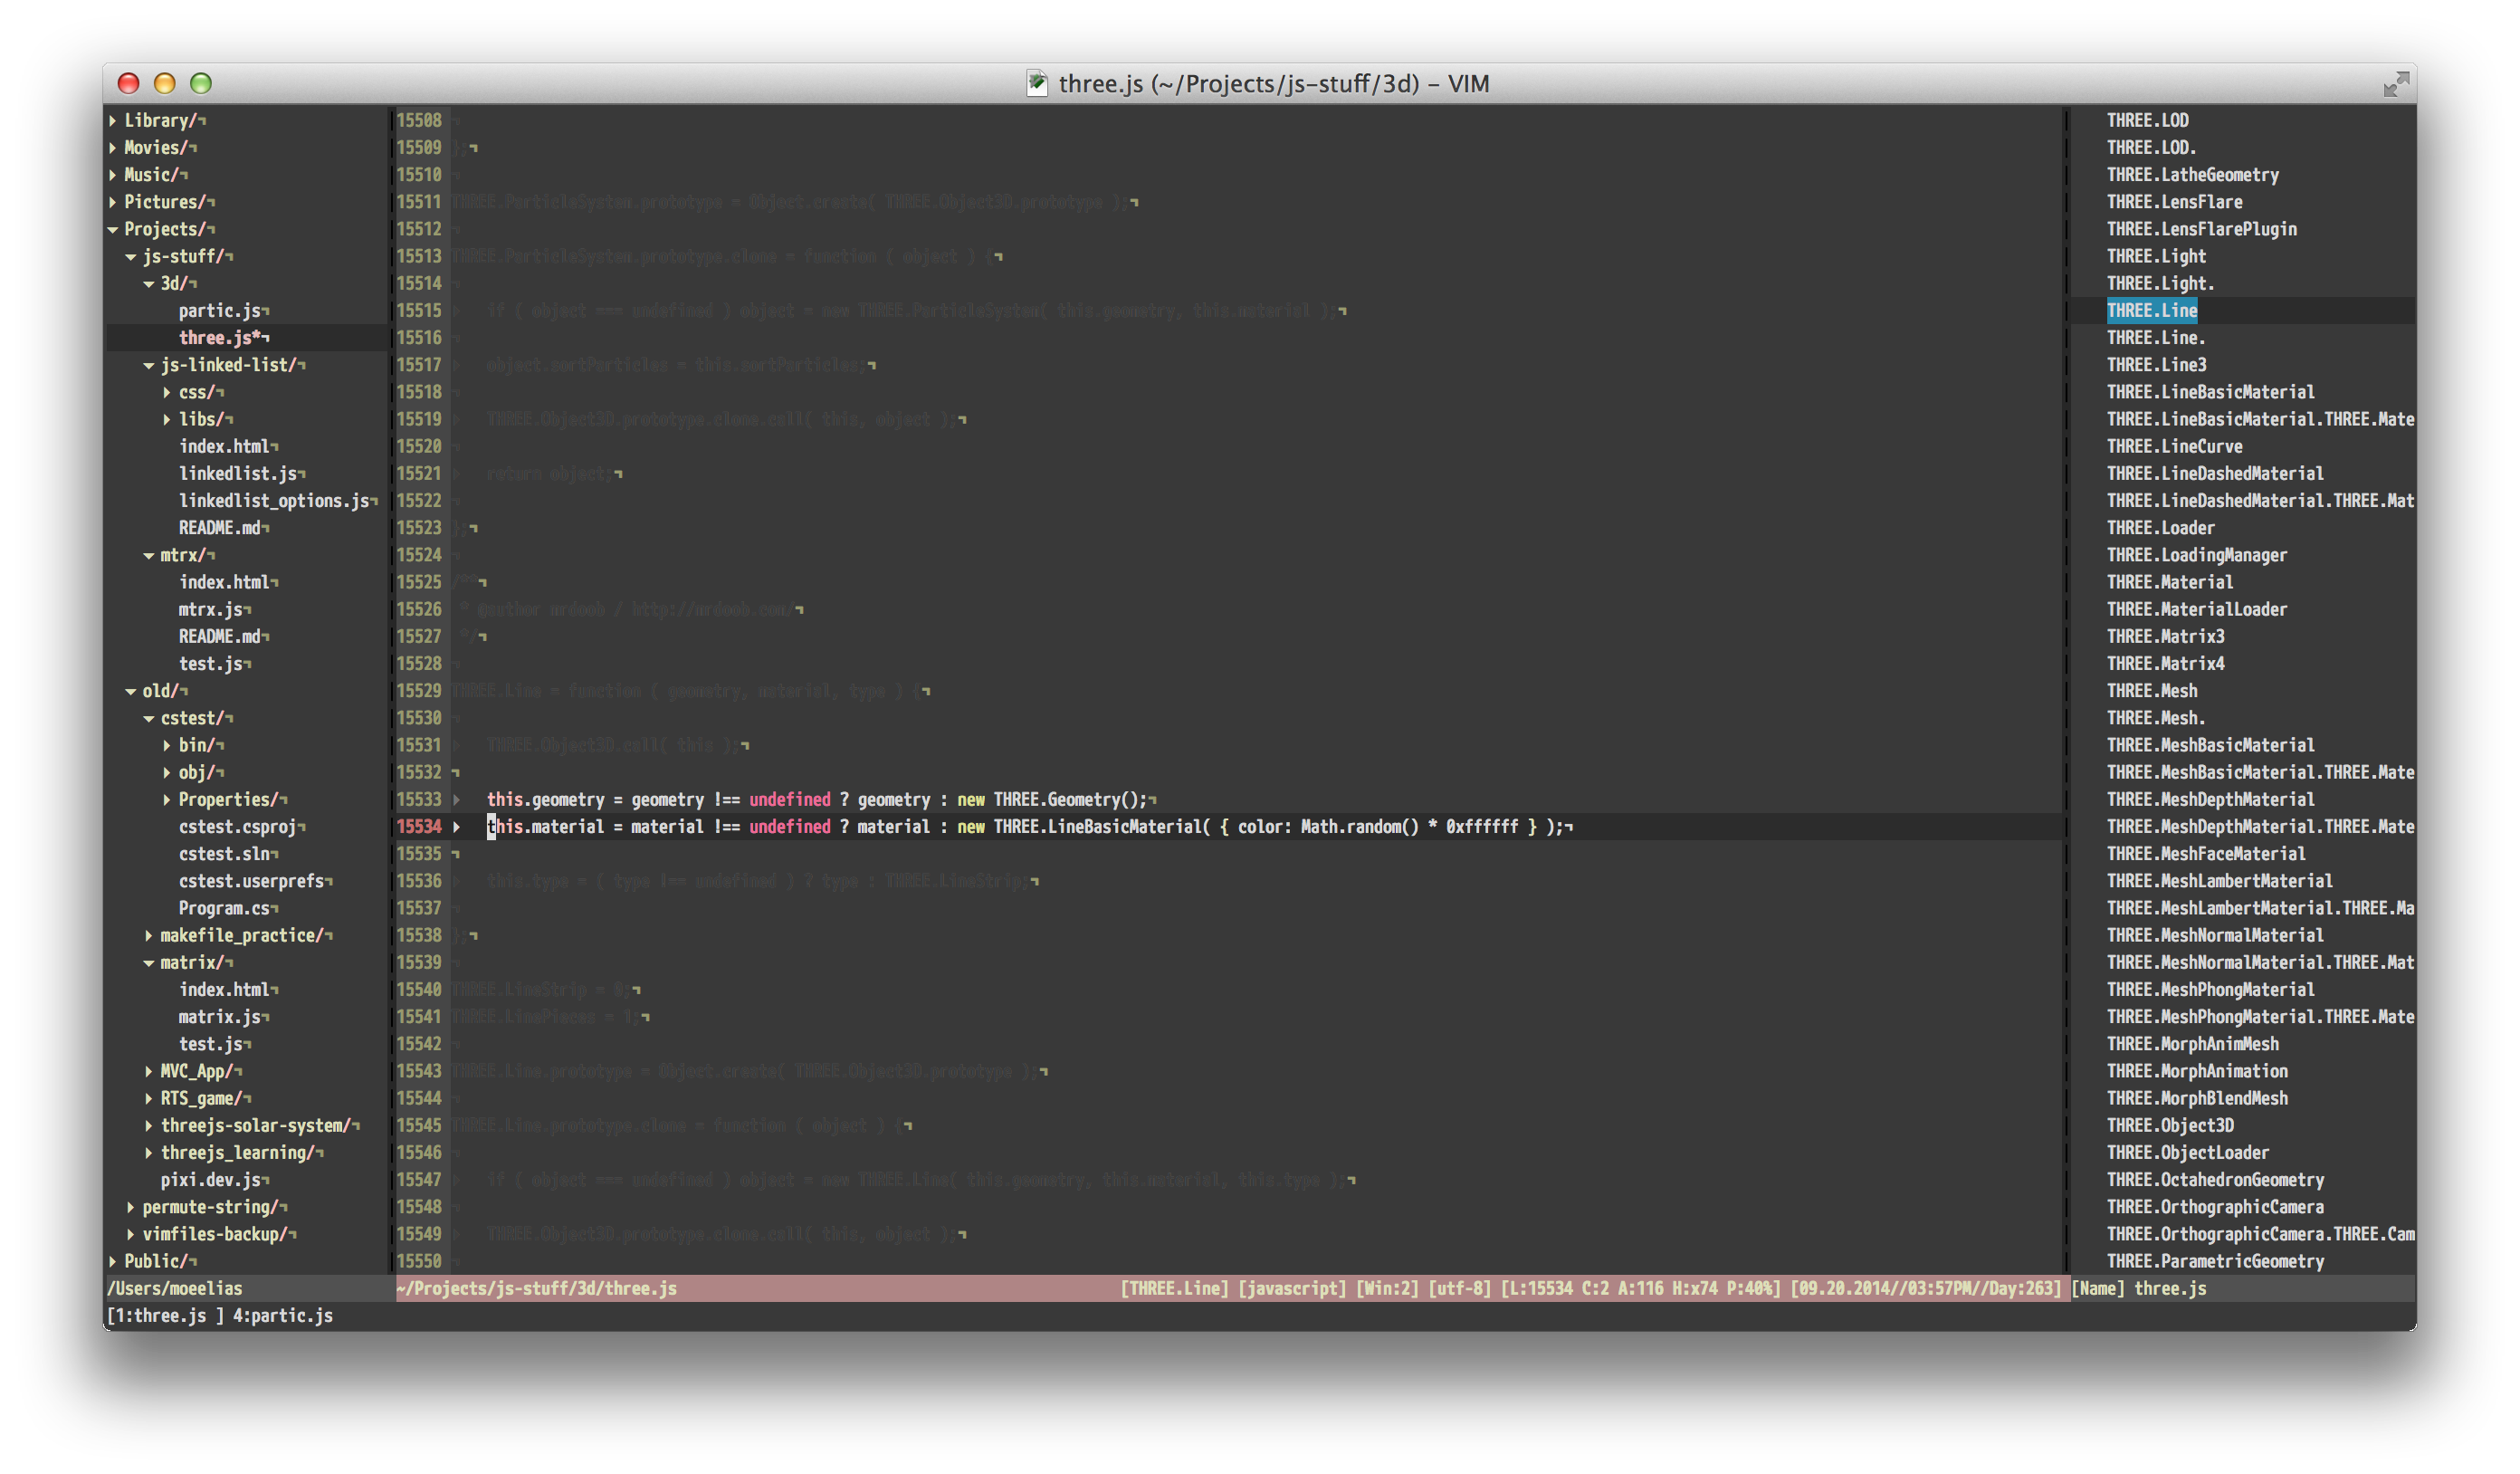 three.js (~/Projects/js-stuff/3d) – VIM
Library/
Movies/
Music/
Pictures/
Projects/
js-stuff/
3d/
partic.js
three.js*
js-linked-list/
css/
libs/
index.html
linkedlist.js
linkedlist_options.js
README.md
mtrx/
index.html
mtrx.js
README.md
test.js
old/
cstest/
bin/
obj/
Properties/
cstest.csproj
cstest.sln
cstest.userprefs
Program.cs
makefile_practice/
matrix/
index.html
matrix.js
test.js
MVC_App/
RTS_game/
threejs-solar-system/
threejs_learning/
pixi.dev.js
permute-string/
vimfiles-backup/
Public/
/Users/moeelias
15508
15509 };
15510
15511 THREE.ParticleSystem.prototype = Object.create( THREE.Object3D.prototype );
15512
15513 THREE.ParticleSystem.prototype.clone = function ( object ) {
15514
15515 if ( object === undefined ) object = new THREE.ParticleSystem( this.geometry, this.material );
15516
15517 object.sortParticles = this.sortParticles;
15518
15519 THREE.Object3D.prototype.clone.call( this, object );
15520
15521 return object;
15522
15523 };
15524
15525 /**
15526 * @author mrdoob / http://mrdoob.com/
15527 */
15528
15529 THREE.Line = function ( geometry, material, type ) {
15530
15531 THREE.Object3D.call( this );
15532
15533 this.geometry = geometry !== undefined ? geometry : new THREE.Geometry();
15534 this.material = material !== undefined ? material : new THREE.LineBasicMaterial( { color: Math.random() * 0xffffff } );
15535
15536 this.type = ( type !== undefined ) ? type : THREE.LineStrip;
15537
15538 };
15539
15540 THREE.LineStrip = 0;
15541 THREE.LinePieces = 1;
15542
15543 THREE.Line.prototype = Object.create( THREE.Object3D.prototype );
15544
15545 THREE.Line.prototype.clone = function ( object ) {
15546
15547 if ( object === undefined ) object = new THREE.Line( this.geometry, this.material, this.type );
15548
15549 THREE.Object3D.prototype.clone.call( this, object );
15550
~/Projects/js-stuff/3d/three.js [THREE.Line] [javascript] [Win:2] [utf-8] [L:15534 C:2 A:116 H:x74 P:40%] [09.20.2014//03:57PM//Day:263]
THREE.LOD
THREE.LOD.
THREE.LatheGeometry
THREE.LensFlare
THREE.LensFlarePlugin
THREE.Light
THREE.Light.
THREE.Line
THREE.Line.
THREE.Line3
THREE.LineBasicMaterial
THREE.LineBasicMaterial.THREE.Mate
THREE.LineCurve
THREE.LineDashedMaterial
THREE.LineDashedMaterial.THREE.Mat
THREE.Loader
THREE.LoadingManager
THREE.Material
THREE.MaterialLoader
THREE.Matrix3
THREE.Matrix4
THREE.Mesh
THREE.Mesh.
THREE.MeshBasicMaterial
THREE.MeshBasicMaterial.THREE.Mate
THREE.MeshDepthMaterial
THREE.MeshDepthMaterial.THREE.Mate
THREE.MeshFaceMaterial
THREE.MeshLambertMaterial
THREE.MeshLambertMaterial.THREE.Ma
THREE.MeshNormalMaterial
THREE.MeshNormalMaterial.THREE.Mat
THREE.MeshPhongMaterial
THREE.MeshPhongMaterial.THREE.Mate
THREE.MorphAnimMesh
THREE.MorphAnimation
THREE.MorphBlendMesh
THREE.Object3D
THREE.ObjectLoader
THREE.OctahedronGeometry
THREE.OrthographicCamera
THREE.OrthographicCamera.THREE.Cam
THREE.ParametricGeometry
[Name] three.js
[1:three.js ] 4:partic.js